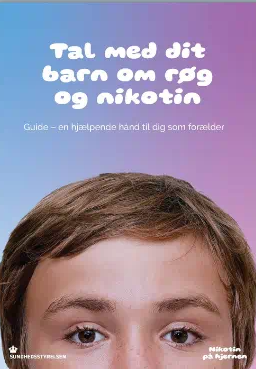 Tal med dit
barn om røg
og nikotin
Guide – en hjælpende hånd til dig som forælder
SUNDHEDSSTYRELSEN
Nikotin
på hjernen